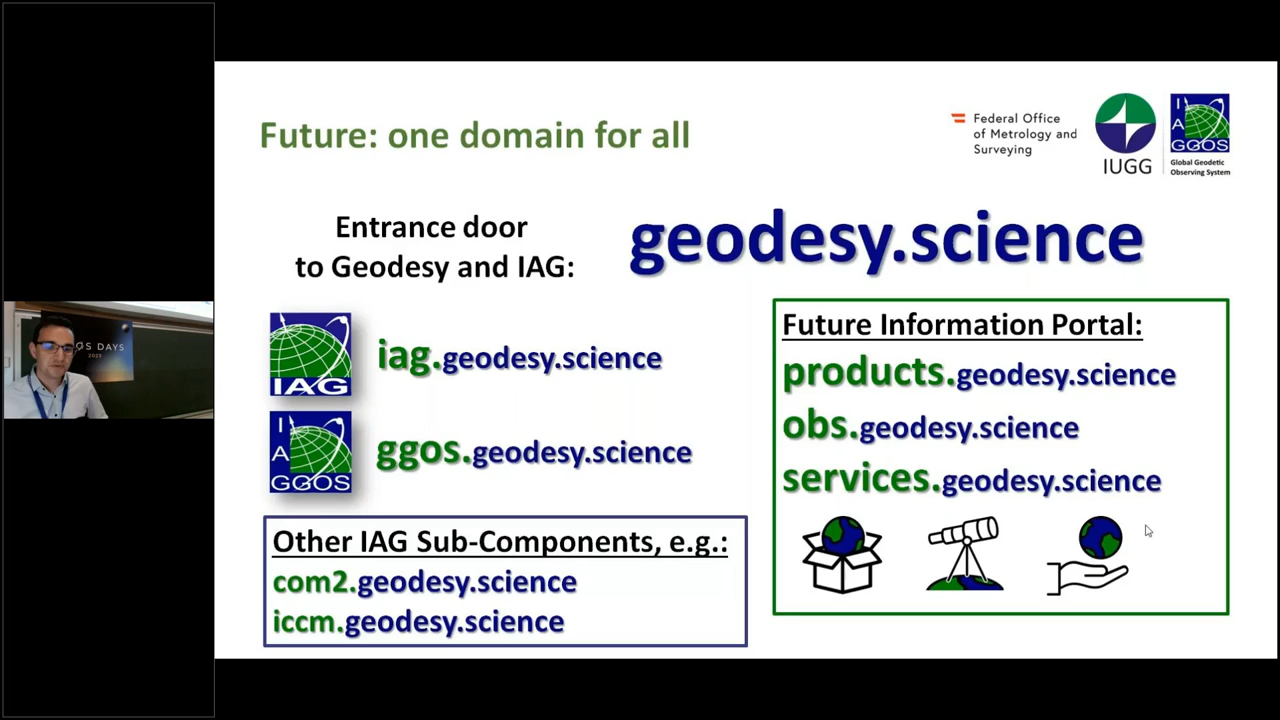 Future: one domain for all
Federal Office
of Metrology and
Surveying
IUGG
I
A
GGOS
Global Geodetic
Observing System
Entrance door
to Geodesy and IAG:
geodesy.science
IAG
iag.geodesy.science
I
A
GGOS
ggos.geodesy.science
Other IAG Sub-Components, e.g.:
com2.geodesy.science
iccm.geodesy.science
Future Information Portal:
products.geodesy.science
obs.geodesy.science
services.geodesy.science
DAYS